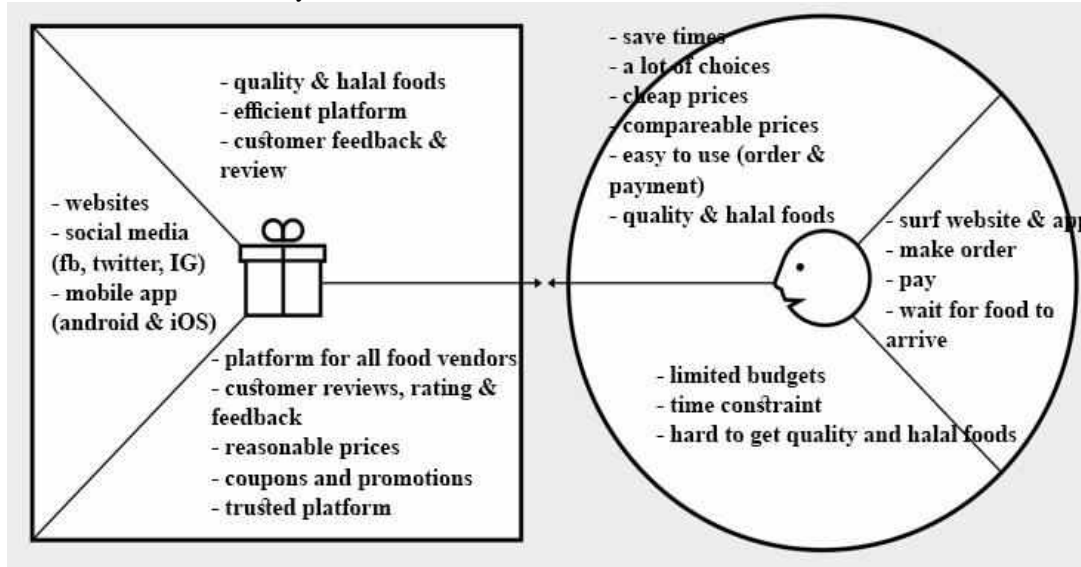 - quality & halal foods
- efficient platform
- customer feedback &
review
- websites
- social media
(fb, twitter, IG)
- mobile app
(android & iOS)
- platform for all food vendors
- customer reviews, rating &
feedback
- reasonable prices
- coupons and promotions
- trusted platform
- save times
- a lot of choices
- cheap prices
- compareable prices
- easy to use (order &
payment)
- quality & halal foods
- surf website & app
- make order
- pay
- wait for food to
arrive
- limited budgets
- time constraint
- hard to get quality and halal foods